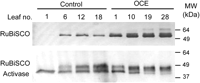 Control OCE MW (kDa)
Leaf no. 1 6 12 18 1 10 19 28
RuBiSCO 64 49
RuBiSCO Activase 49 37